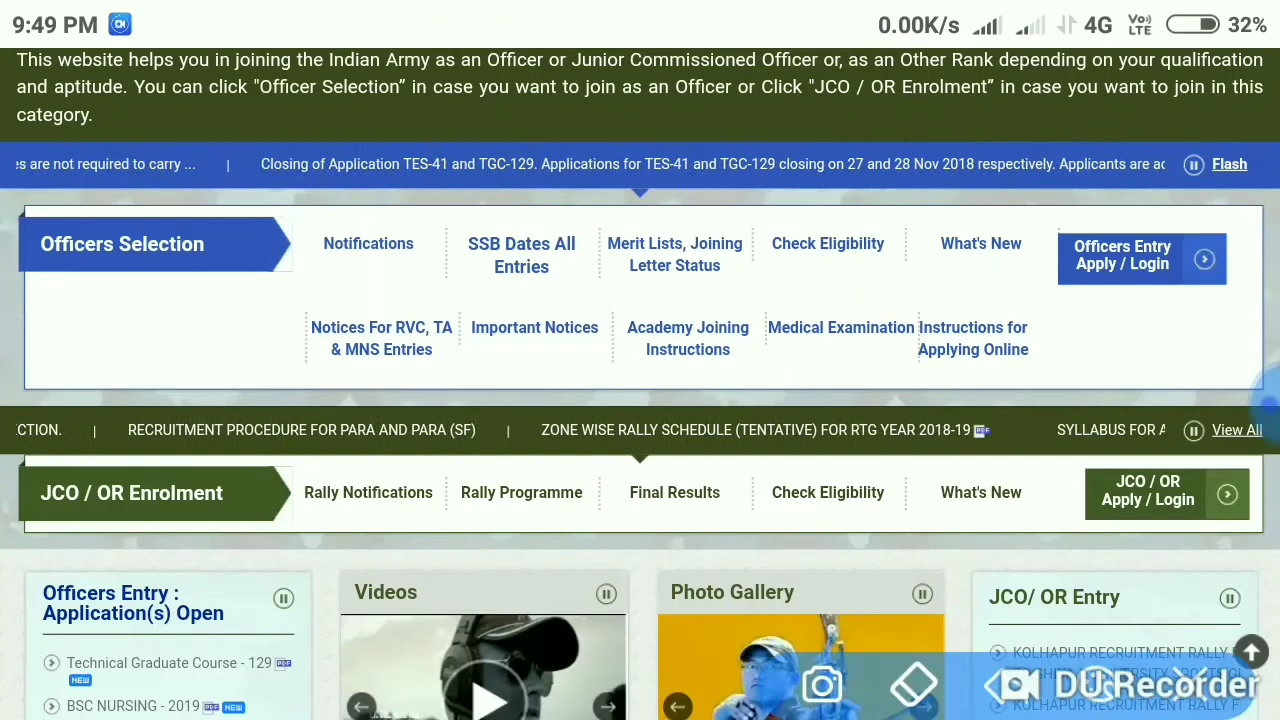 9:49 PM 0.00K/s 4G VoLTE 32%
This website helps you in joining the Indian Army as an Officer or Junior Commissioned Officer or, as an Other Rank depending on your qualification
and aptitude. You can click "Officer Selection” in case you want to join as an Officer or Click "JCO / OR Enrolment” in case you want to join in this
category.
es are not required to carry ... | Closing of Application TES-41 and TGC-129. Applications for TES-41 and TGC-129 closing on 27 and 28 Nov 2018 respectively. Applicants are Flash
Officers Selection
Notifications
SSB Dates All
Entries
Merit Lists, Joining
Letter Status
Check Eligibility
What's New
Officers Entry
Apply / Login
Notices For RVC, TA
& MNS Entries
Important Notices
Academy Joining
Instructions
Medical Examination
Instructions for
Applying Online
CTION. | RECRUITMENT PROCEDURE FOR PARA AND PARA (SF) | ZONE WISE RALLY SCHEDULE (TENTATIVE) FOR RTG YEAR 2018-19 PDF SYLLABUS FOR View All
JCO / OR Enrolment
Rally Notifications
Rally Programme
Final Results
Check Eligibility
What's New
JCO / OR
Apply / Login
Officers Entry :
Application(s) Open
Technical Graduate Course - 129 PDF
NEW
BSC NURSING - 2019 PDF NEW
Videos
Photo Gallery
JCO/ OR Entry
KOLHAPUR RECRUITMENT RALLY
KOLHAPUR RECRUITMENT RALLY
DU Recorder